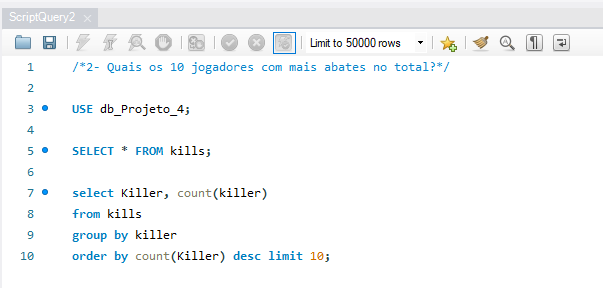 ScriptQuery2
Limit to 50000 rows
1 /*2- Quais os 10 jogadores com mais abates no total?*/
2
3 USE db_Projeto_4;
4
5 SELECT * FROM kills;
6
7 select Killer, count(killer)
8 from kills
9 group by killer
10 order by count(Killer) desc limit 10;